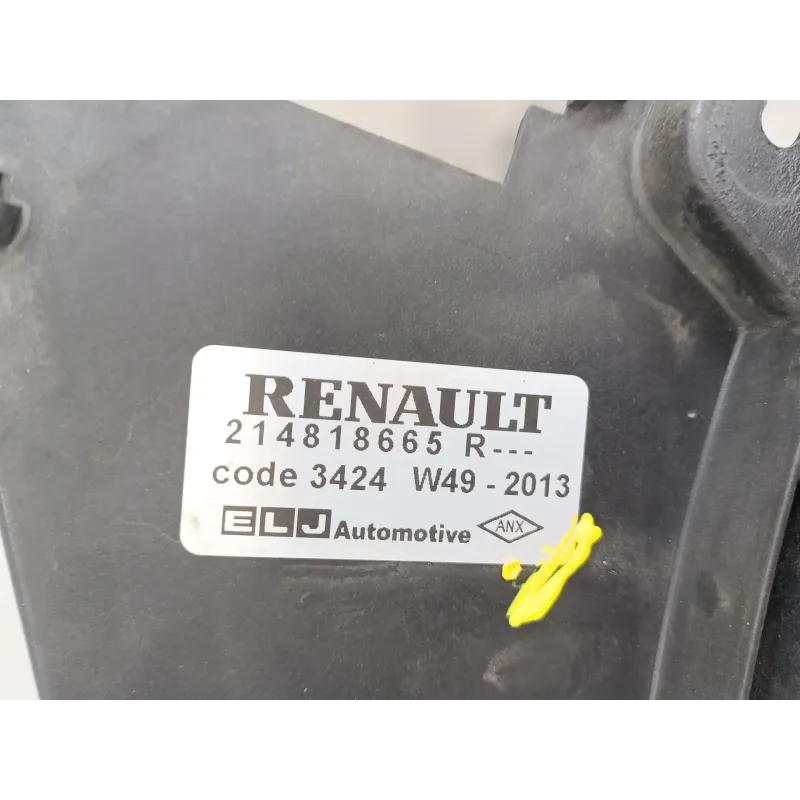 RENAULT
214818665 R---
code 3424 W49 - 2013
ELJ Automotive ANX